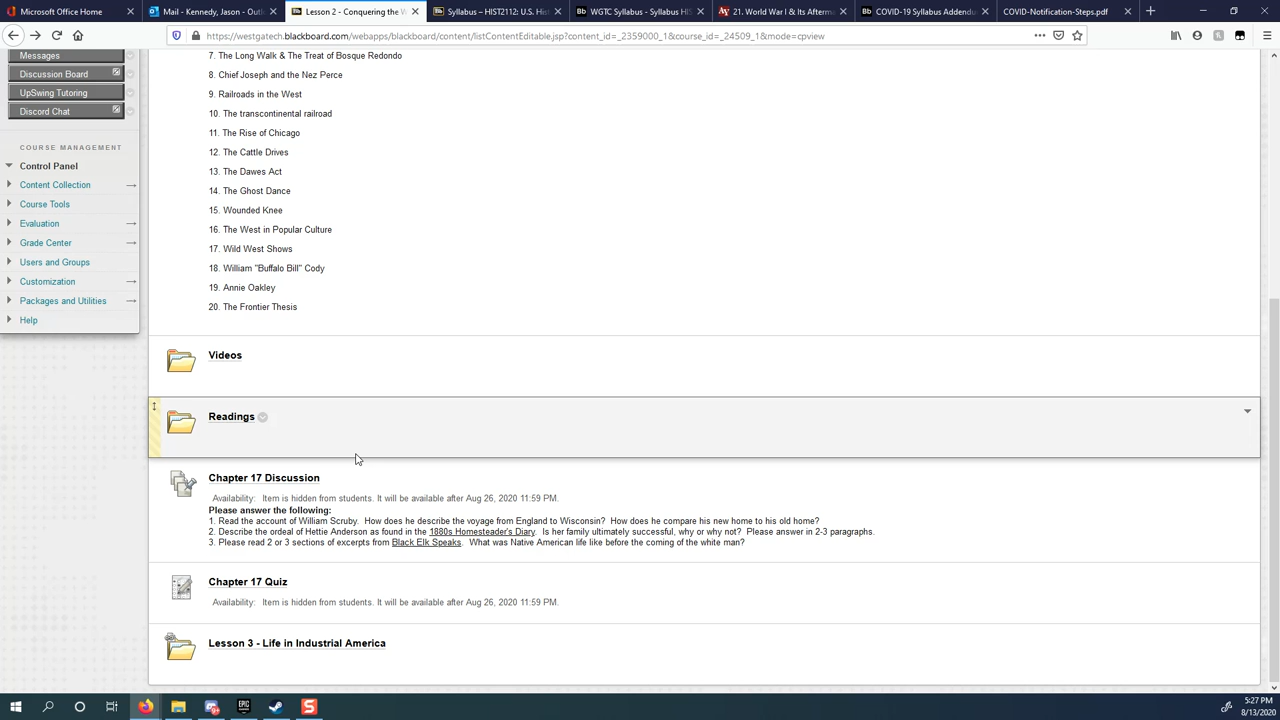 Microsoft Office Home
Mail - Kennedy, Jason - Outl
Lesson 2 - Conquering the W
Syllabus – HIST2112: U.S. Hist
WGTC Syllabus - Syllabus HIS
21. World War I & Its Afterma
COVID-19 Syllabus Addendu
COVID-Notification-Steps.pdf
https://westgatech.blackboard.com/webapps/blackboard/content/listContentEditable.jsp?content_id=_2359000_1&course_id=_24509_1&mode=cpview
Messages
Discussion Board
UpSwing Tutoring
Discord Chat
COURSE MANAGEMENT
Control Panel
Content Collection
Course Tools
Evaluation
Grade Center
Users and Groups
Customization
Packages and Utilities
Help
7. The Long Walk & The Treat of Bosque Redondo
8. Chief Joseph and the Nez Perce
9. Railroads in the West
10. The transcontinental railroad
11. The Rise of Chicago
12. The Cattle Drives
13. The Dawes Act
14. The Ghost Dance
15. Wounded Knee
16. The West in Popular Culture
17. Wild West Shows
18. William "Buffalo Bill" Cody
19. Annie Oakley
20. The Frontier Thesis
Videos
Readings
Chapter 17 Discussion
Availability: Item is hidden from students. It will be available after Aug 26, 2020 11:59 PM.
Please answer the following:
1. Read the account of William Scruby. How does he describe the voyage from England to Wisconsin? How does he compare his new home to his old home?
2. Describe the ordeal of Hettie Anderson as found in the 1880s Homesteader's Diary. Is her family ultimately successful, why or why not? Please answer in 2-3 paragraphs.
3. Please read 2 or 3 sections of excerpts from Black Elk Speaks. What was Native American life like before the coming of the white man?
Chapter 17 Quiz
Availability: Item is hidden from students. It will be available after Aug 26, 2020 11:59 PM.
Lesson 3 - Life in Industrial America
EPIC
5:27 PM
8/13/2020